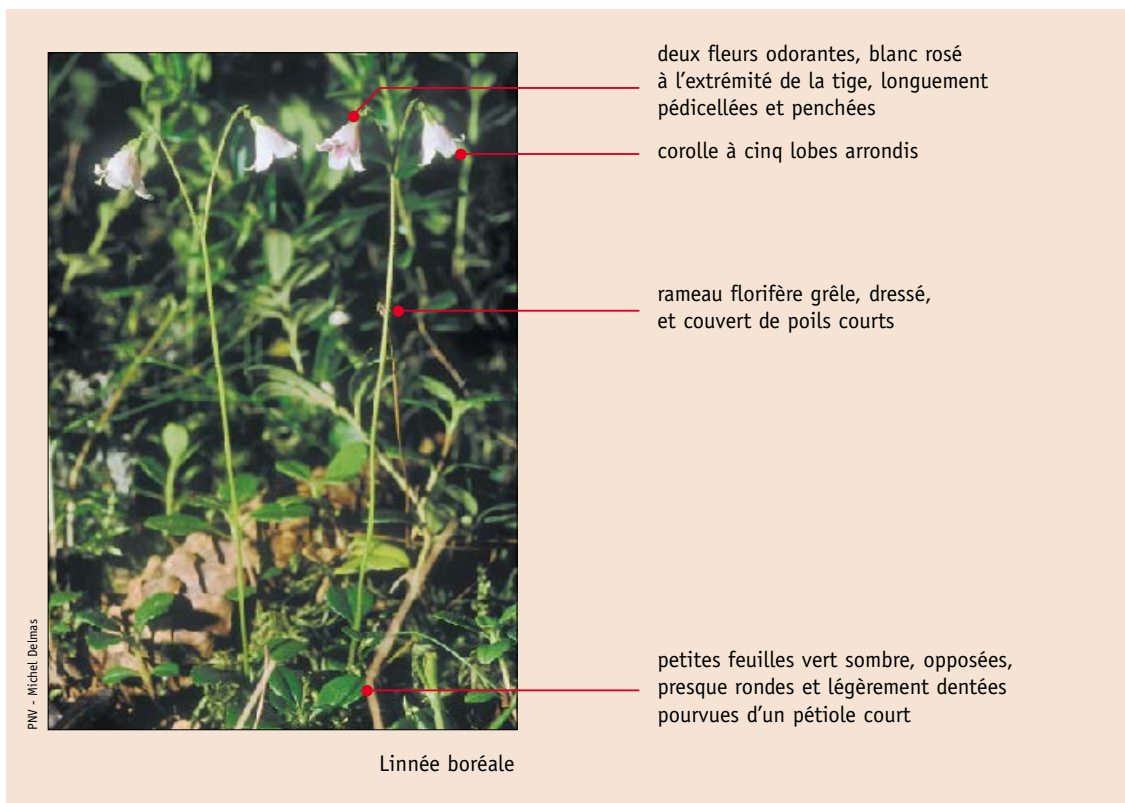 deux fleurs odorantes, blanc rosé
à l'extrémité de la tige, longuement
pédicellées et penchées
corolle à cinq lobes arrondis
rameau florifère grêle, dressé,
et couvert de poils courts
petites feuilles vert sombre, opposées,
presque rondes et légèrement dentées
pourvues d'un pétiole court
PNV - Michel Delmas
Linnée boréale